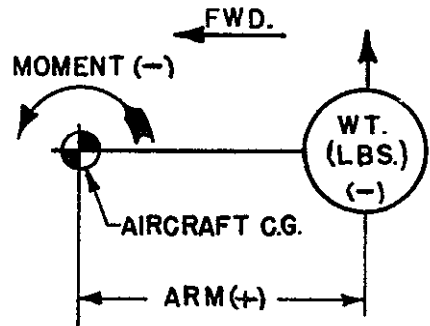 FWD.
MOMENT (-)
WT.
(LBS.)
(-)
AIRCRAFT C.G.
ARM (+)